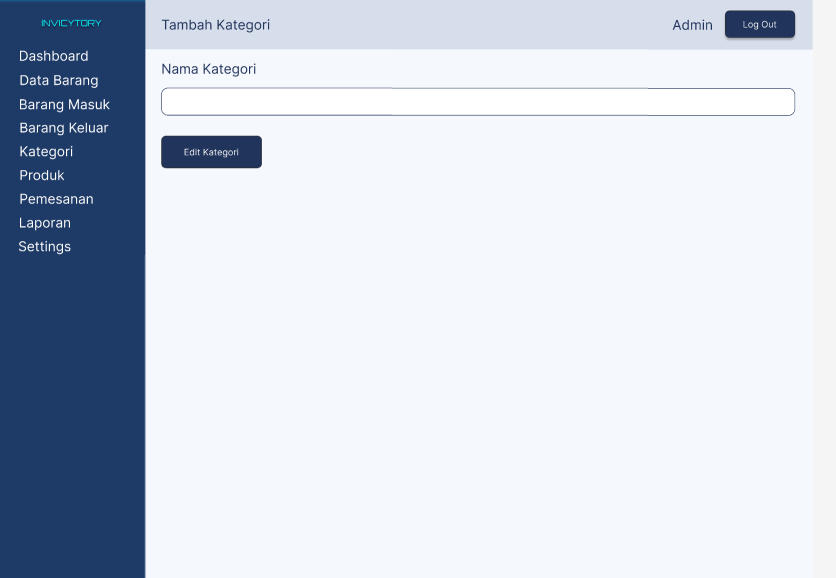 INVICYTORY
Dashboard
Data Barang
Barang Masuk
Barang Keluar
Kategori
Produk
Pemesanan
Laporan
Settings
Tambah Kategori
Admin
Log Out
Nama Kategori
Edit Kategori